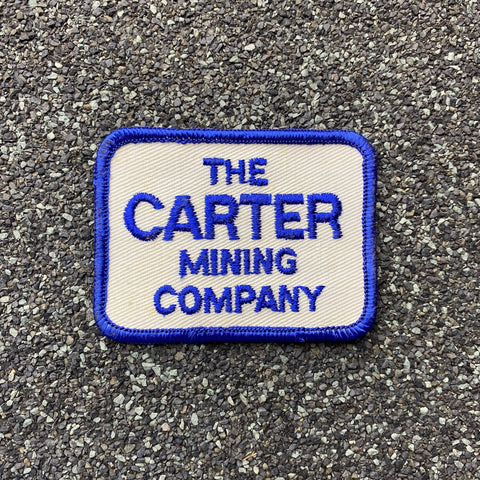 THE
CARTER
MINING
COMPANY